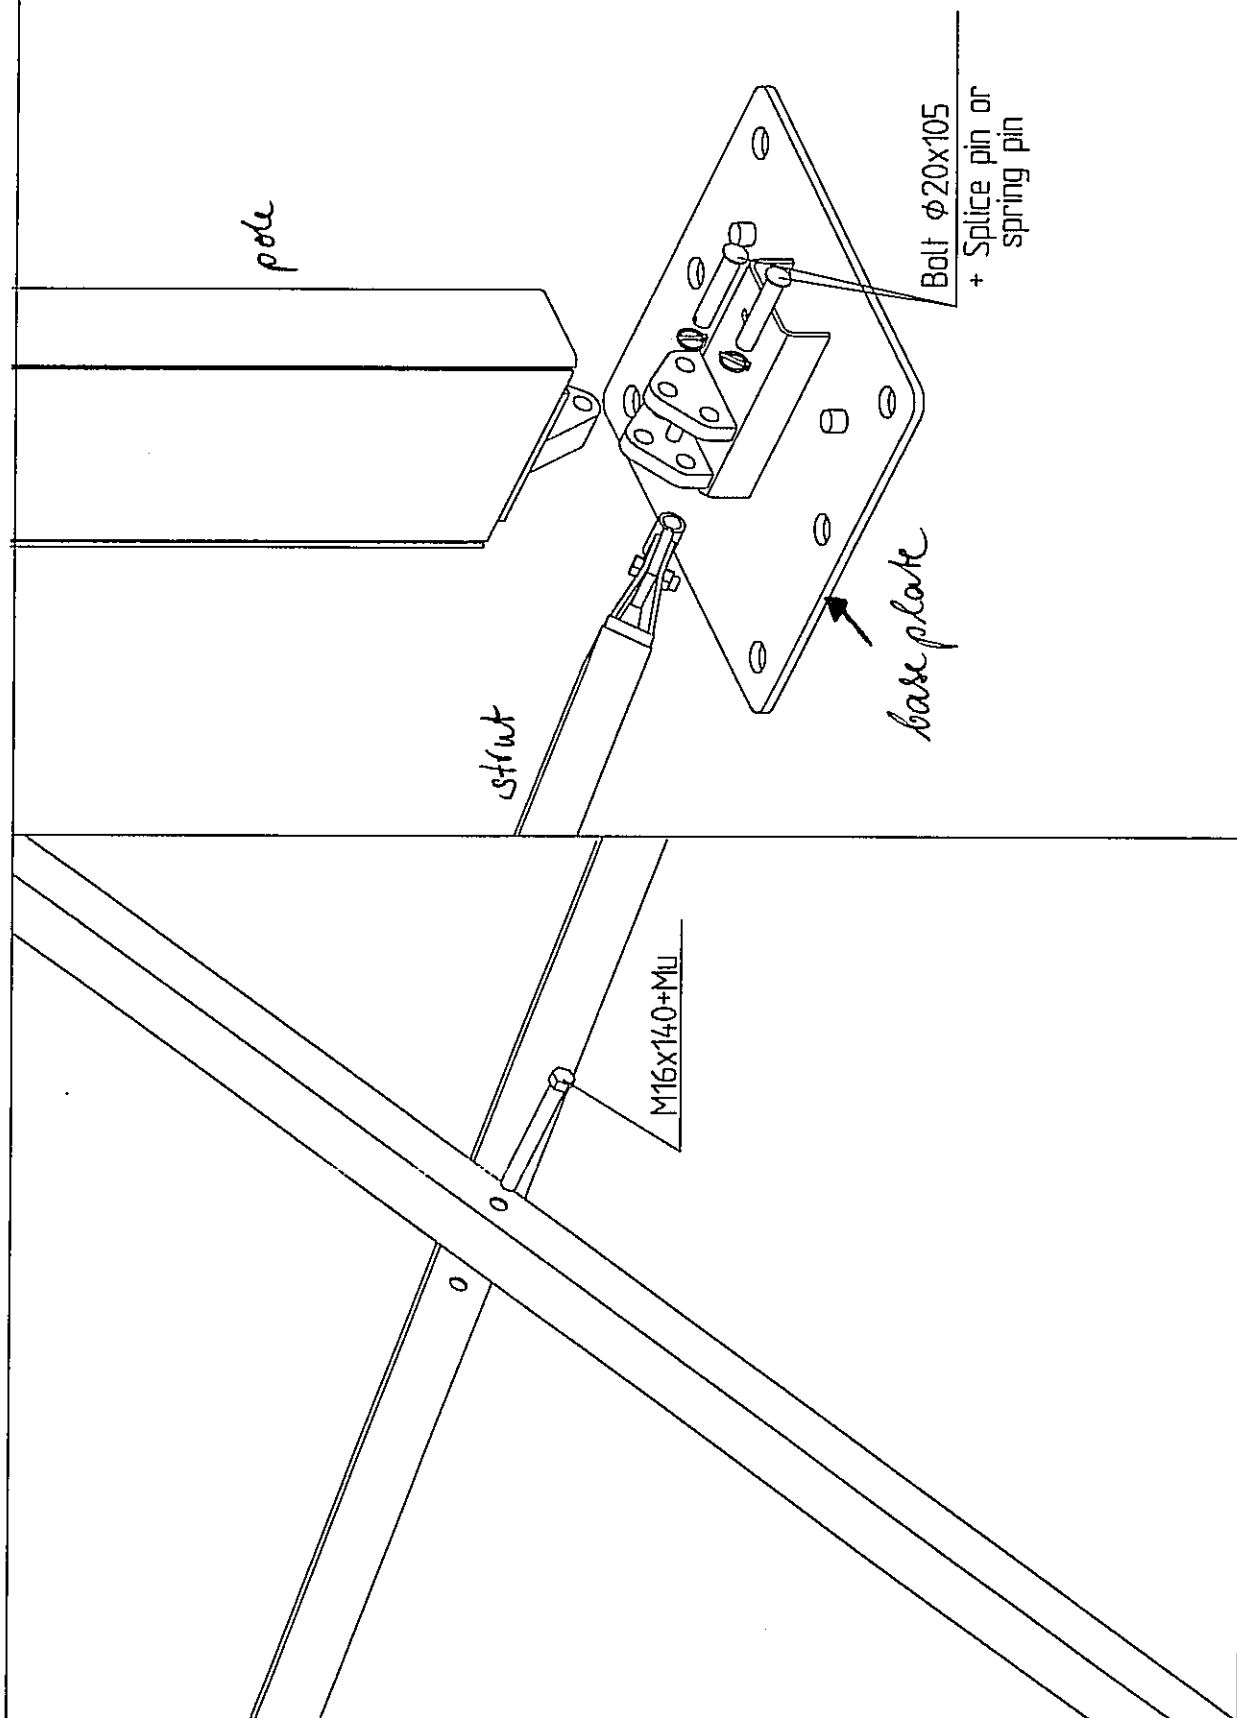 pole
Bolt ϕ20x105
+ Splice pin or
spring pin
strut
base plate
M16x140+Mu